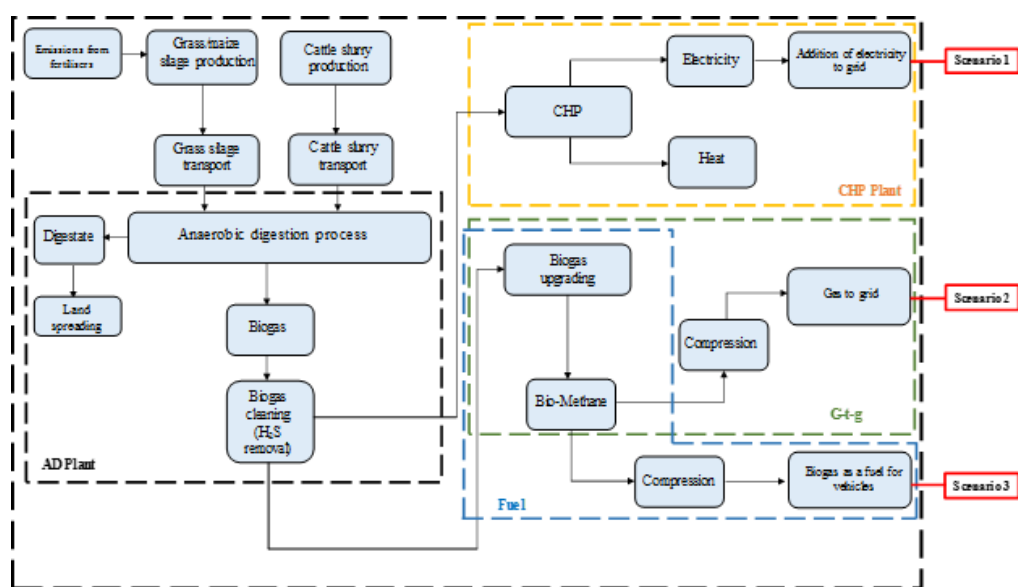 Emissions from
fertilisers
Grass/maize
silage production
Cattle slurry
production
Grass silage
transport
Cattle slurry
transport
Anaerobic digestion process
Digestate
Land
spreading
Biogas
Biogas
cleaning
(H₂S
removal)
AD Plant
CHP
Electricity
Addition of electricity
to grid
Heat
CHP Plant
Scenario 1
Biogas
upgrading
Bio-Methane
Compression
Gas to grid
G-t-g
Scenario 2
Compression
Biogas as a fuel for
vehicles
Fuel
Scenario 3